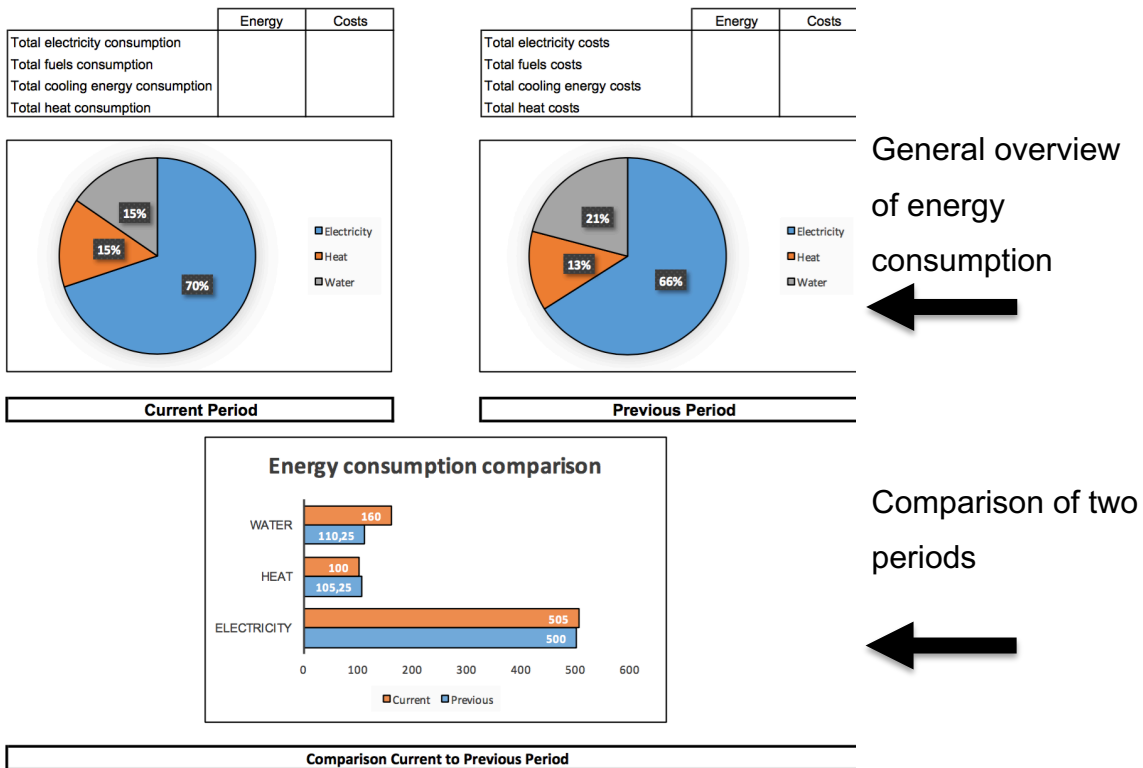 Energy Costs
Total electricity consumption
Total fuels consumption
Total cooling energy consumption
Total heat consumption
Energy Costs
Total electricity costs
Total fuels costs
Total cooling energy costs
Total heat costs
15%
15%
70%
Electricity
Heat
Water
21%
13%
66%
Electricity
Heat
Water
General overview
of energy
consumption
Current Period
Previous Period
Energy consumption comparison
WATER
160
110,25
HEAT
100
105,25
ELECTRICITY
505
500
0 100 200 300 400 500 600
Current Previous
Comparison of two
periods
Comparison Current to Previous Period